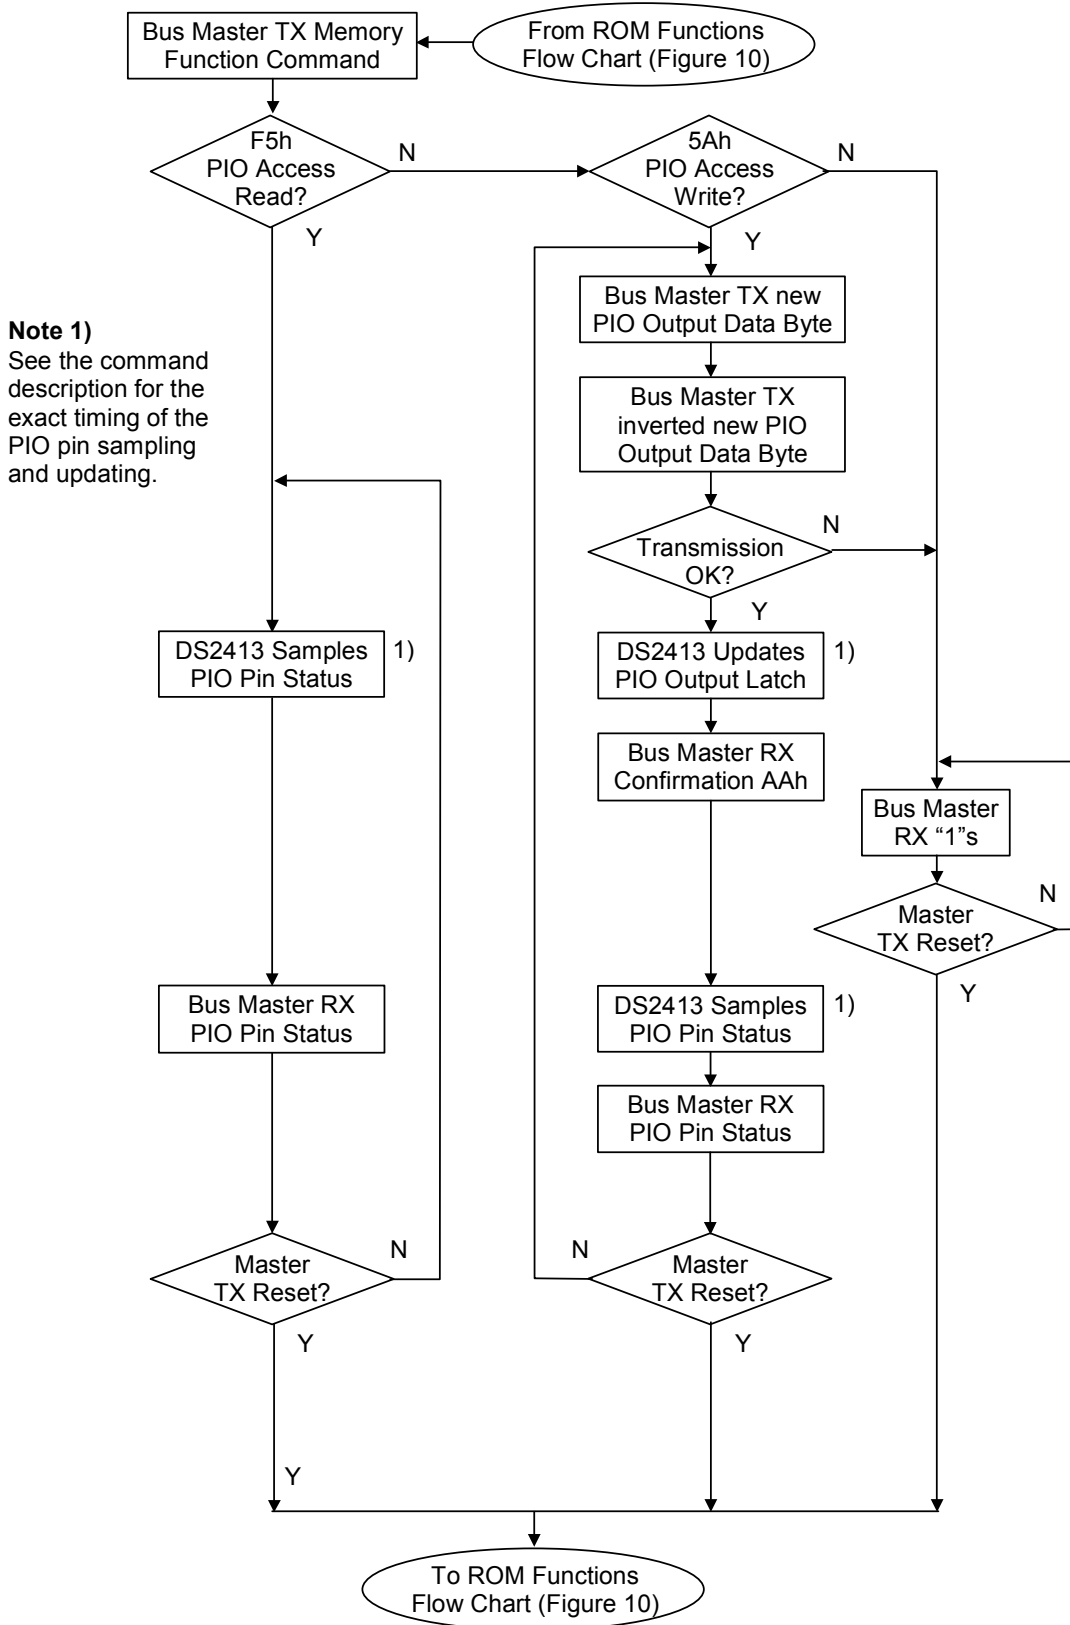 Bus Master TX Memory
Function Command
From ROM Functions
Flow Chart (Figure 10)
F5h
PIO Access
Read?
N
Y
5Ah
PIO Access
Write?
N
Y
Bus Master TX new
PIO Output Data Byte
Note 1)
See the command
description for the
exact timing of the
PIO pin sampling
and updating.
Bus Master TX
inverted new PIO
Output Data Byte
Transmission
OK?
N
Y
DS2413 Samples
PIO Pin Status
1)
DS2413 Updates
PIO Output Latch
1)
Bus Master RX
Confirmation AAh
Bus Master
RX “1”s
Master
TX Reset?
N
Y
Bus Master RX
PIO Pin Status
DS2413 Samples
PIO Pin Status
1)
Bus Master RX
PIO Pin Status
Master
TX Reset?
N
Y
Y
N
Master
TX Reset?
Y
To ROM Functions
Flow Chart (Figure 10)